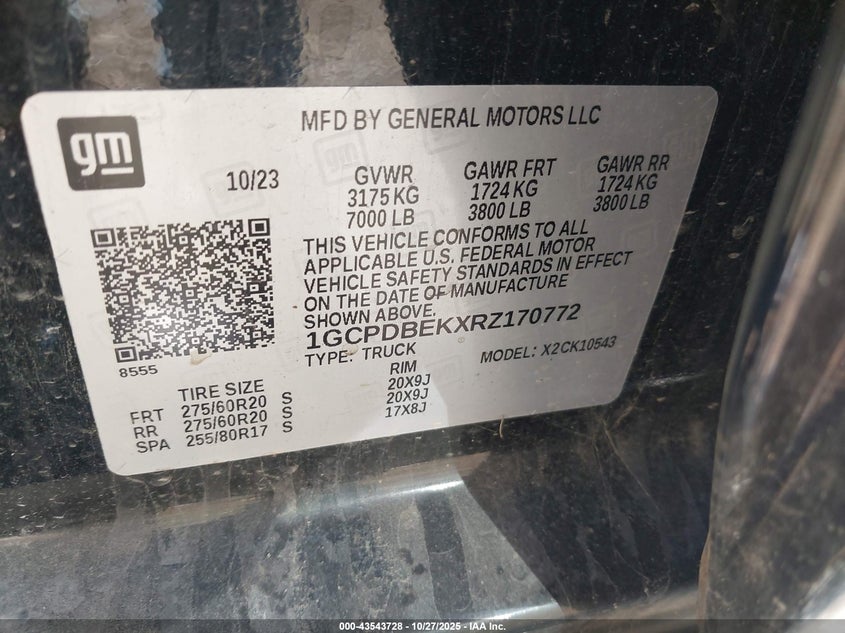 gm
MFD BY GENERAL MOTORS LLC
10/23
GVWR GAWR FRT GAWR RR
3175 KG 1724 KG 1724 KG
7000 LB 3800 LB 3800 LB
THIS VEHICLE CONFORMS TO ALL
APPLICABLE U.S. FEDERAL MOTOR
VEHICLE SAFETY STANDARDS IN EFFECT
ON THE DATE OF MANUFACTURE
SHOWN ABOVE.
1GCPDBEKXRZ170772
TYPE: TRUCK MODEL: X2CK10543
8555
TIRE SIZE RIM
FRT 275/60R20 S 20X9J
RR 275/60R20 S 20X9J
SPA 255/80R17 S 17X8J
000-43543728 | 10/27/2025 - IAA Inc.